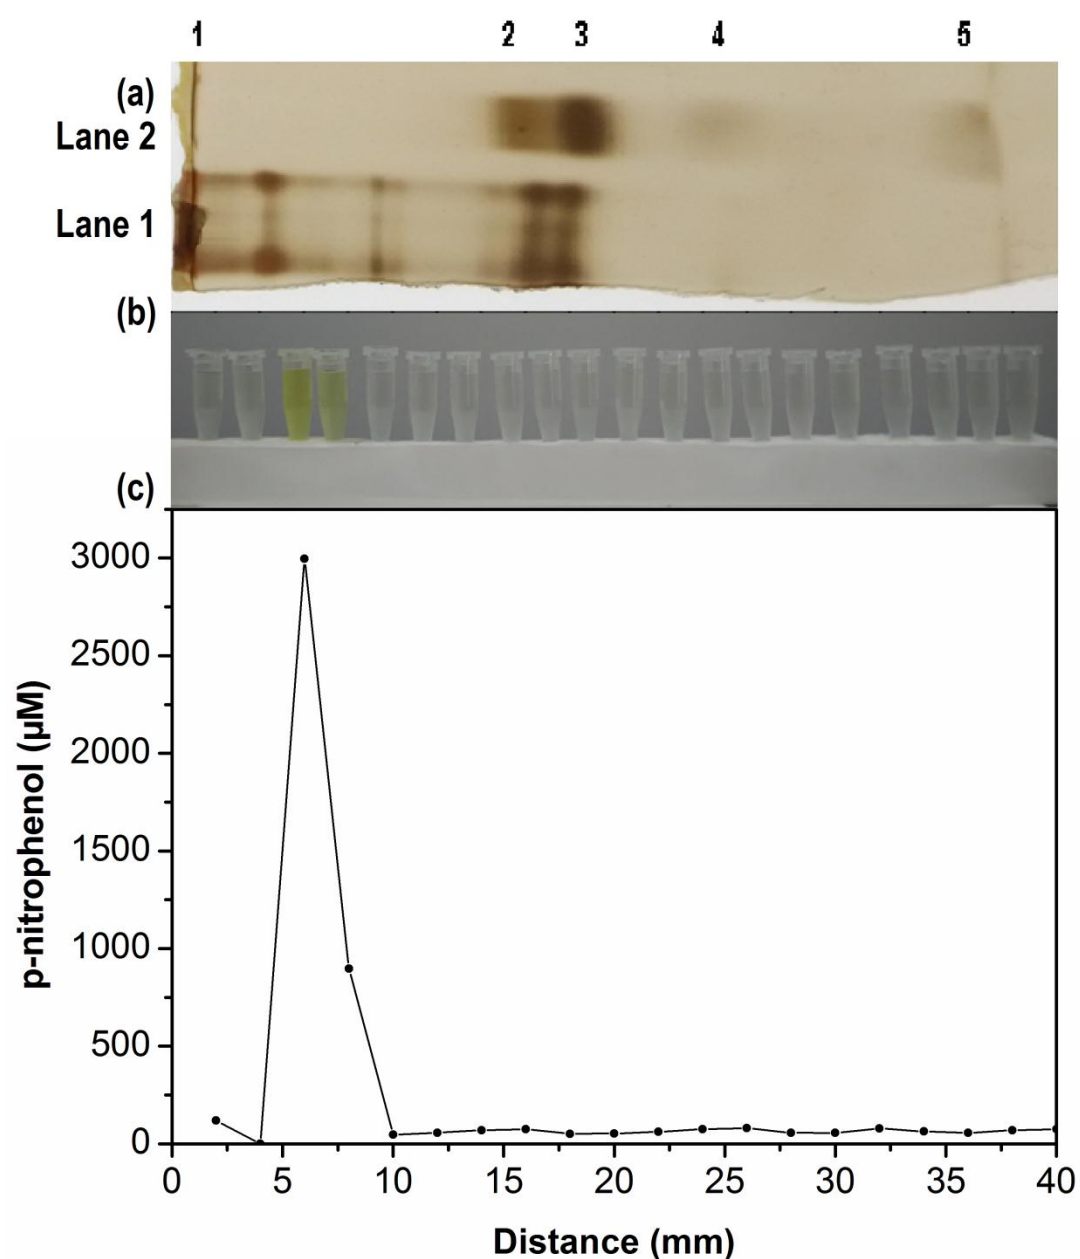 1 2 3 4 5
(a)
Lane 2
Lane 1
(b)
(c)
3000
2500
2000
1500
1000
500
0
p-nitrophenol (µM)
0 5 10 15 20 25 30 35 40
Distance (mm)